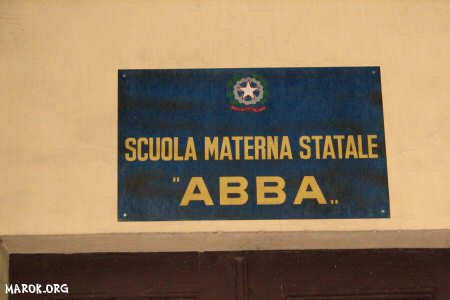 SCUOLA MATERNA STATALE
"ABBA"
MAROK.ORG